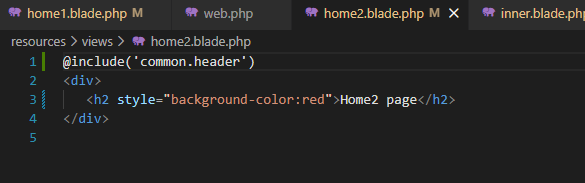 home1.blade.php M web.php home2.blade.php M × inner.blade.php
resources > views > home2.blade.php
1 @include('common.header')
2 <div>
3 <h2 style="background-color:red">Home2 page</h2>
4 </div>
5